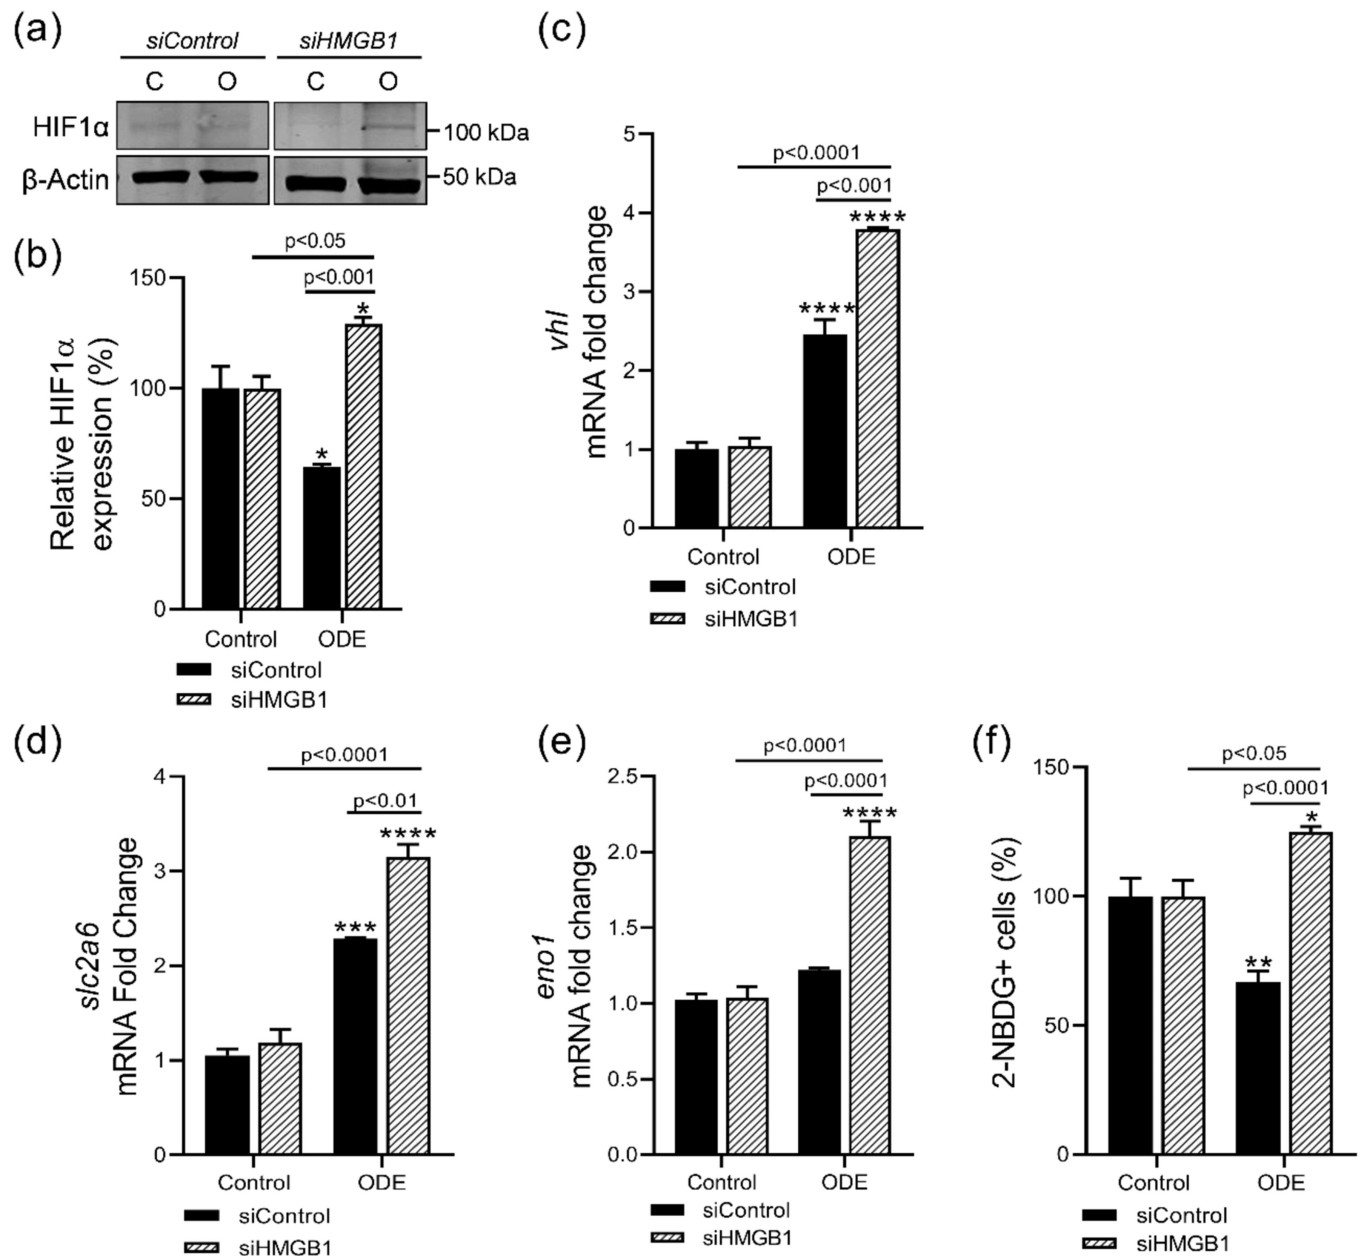 (a)
siControl siHMGB1
C O C O
HIF1α
100 kDa
β-Actin
50 kDa
(b)
p<0.05
p<0.001
150
100
50
0
*
*
Relative HIF1α
expression (%)
Control ODE
siControl
siHMGB1
(c)
p<0.0001
p<0.001
5
4
3
2
1
0
****
****
vhl
mRNA fold change
Control ODE
siControl
siHMGB1
(d)
p<0.0001
p<0.01
4
3
2
1
0
****
***
slc2a6
mRNA Fold Change
Control ODE
siControl
siHMGB1
(e)
p<0.0001
p<0.0001
2.5
2.0
1.5
1.0
0.5
0.0
****
eno1
mRNA fold change
Control ODE
siControl
siHMGB1
(f)
p<0.05
p<0.0001
150
100
50
0
*
**
2-NBDG+ cells (%)
Control ODE
siControl
siHMGB1